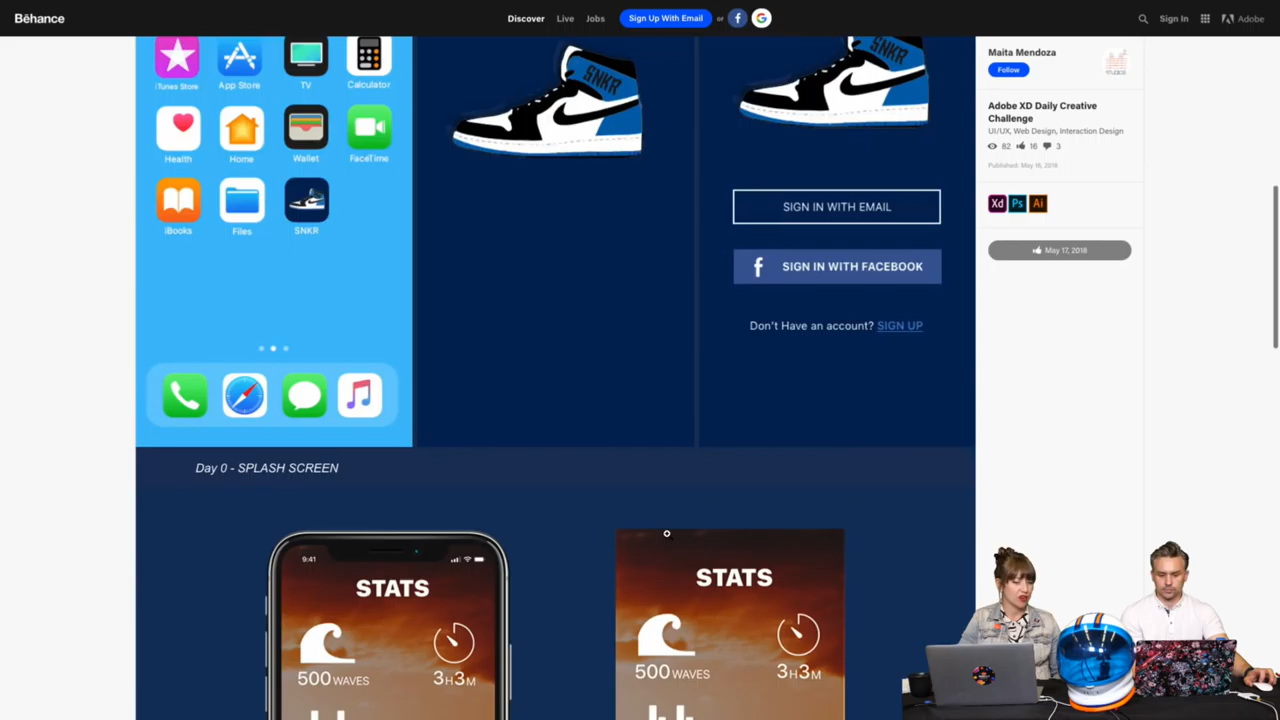 Bēhance
Discover
Live
Jobs
Sign Up With Email
or
f
G
Sign In
Adobe
iTunes Store
App Store
TV
Calculator
Health
Home
Wallet
FaceTime
iBooks
Files
SNKR
SNKR
SNKR
SIGN IN WITH EMAIL
f SIGN IN WITH FACEBOOK
Don't Have an account? SIGN UP
Maita Mendoza
Follow
Adobe XD Daily Creative
Challenge
UI/UX, Web Design, Interaction Design
82 16 3
Published: May 16, 2018
Xd Ps Ai
May 17, 2018
Day 0 - SPLASH SCREEN
9:41
STATS
500 WAVES
3H3M
STATS
500 WAVES
3H3M